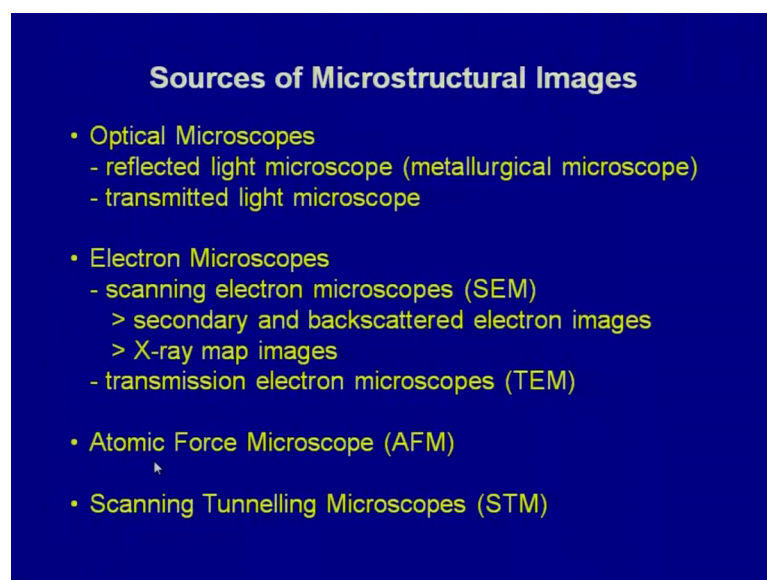 Sources of Microstructural Images
• Optical Microscopes
- reflected light microscope (metallurgical microscope)
- transmitted light microscope
• Electron Microscopes
- scanning electron microscopes (SEM)
> secondary and backscattered electron images
> X-ray map images
- transmission electron microscopes (TEM)
• Atomic Force Microscope (AFM)
• Scanning Tunnelling Microscopes (STM)